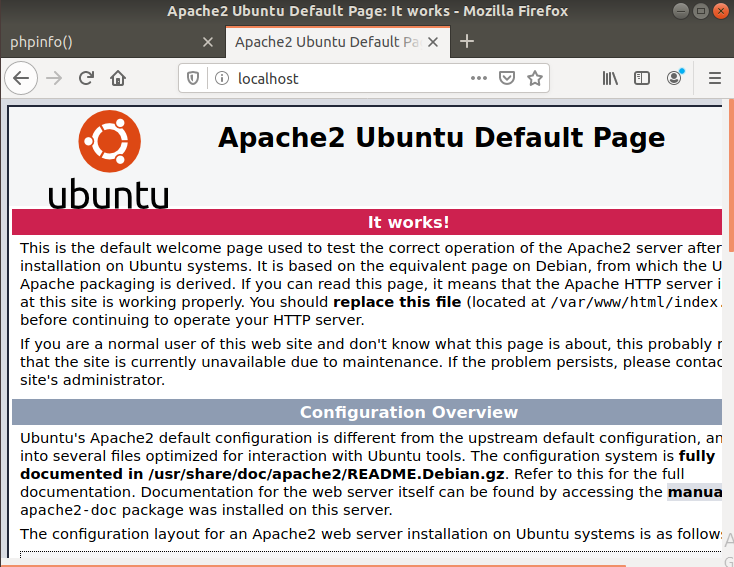 Apache2 Ubuntu Default Page: It works - Mozilla Firefox
phpinfo()
Apache2 Ubuntu Default Pa
localhost
ubuntu
Apache2 Ubuntu Default Page
It works!
This is the default welcome page used to test the correct operation of the Apache2 server after
installation on Ubuntu systems. It is based on the equivalent page on Debian, from which the U
Apache packaging is derived. If you can read this page, it means that the Apache HTTP server i
at this site is working properly. You should replace this file (located at /var/www/html/index.
before continuing to operate your HTTP server.
If you are a normal user of this web site and don't know what this page is about, this probably
that the site is currently unavailable due to maintenance. If the problem persists, please contac
site's administrator.
Configuration Overview
Ubuntu's Apache2 default configuration is different from the upstream default configuration, an
into several files optimized for interaction with Ubuntu tools. The configuration system is fully
documented in /usr/share/doc/apache2/README.Debian.gz. Refer to this for the full
documentation. Documentation for the web server itself can be found by accessing the manua
apache2-doc package was installed on this server.
The configuration layout for an Apache2 web server installation on Ubuntu systems is as follow